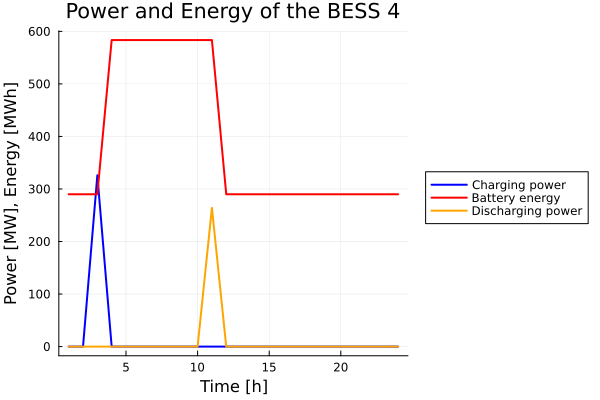 Power and Energy of the BESS 4
Power [MW], Energy [MWh]
600
500
400
300
200
100
0
5
10
15
20
Time [h]
Charging power
Battery energy
Discharging power